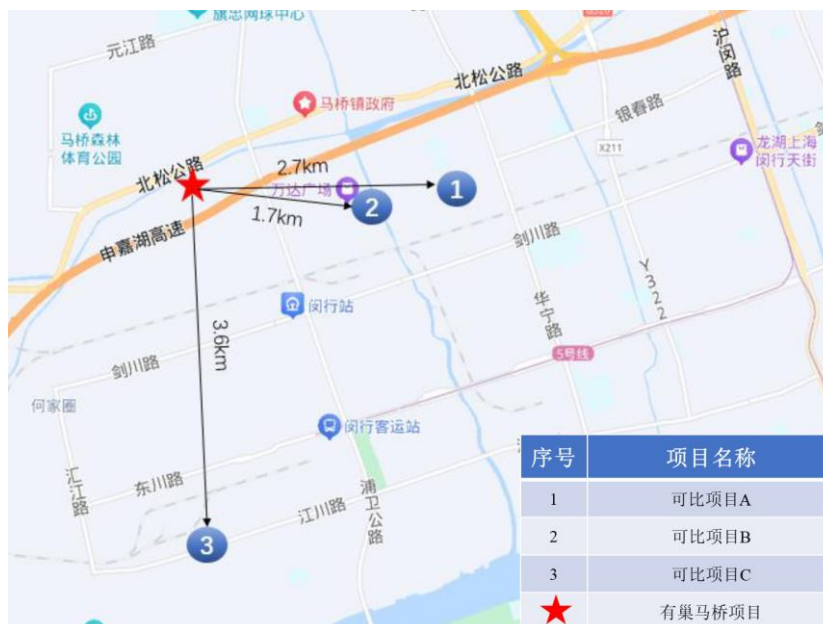 旗忠网球中心
元江路
北松公路
沪闵路
马桥镇政府
银春路
X211
剑
马桥森林
体育公园
龙湖上海
闵行天街
北松公路
2.7km
1
万达广场
2
1.7km
申嘉湖高速
剑川路
Y322
华宁路
闵行站
3.6km
5号线
剑川路
何家圈
闵行客运站
汇江路
东川路
浦卫公路
江川路
3
序号 项目名称
1 可比项目A
2 可比项目B
3 可比项目C
有巢马桥项目